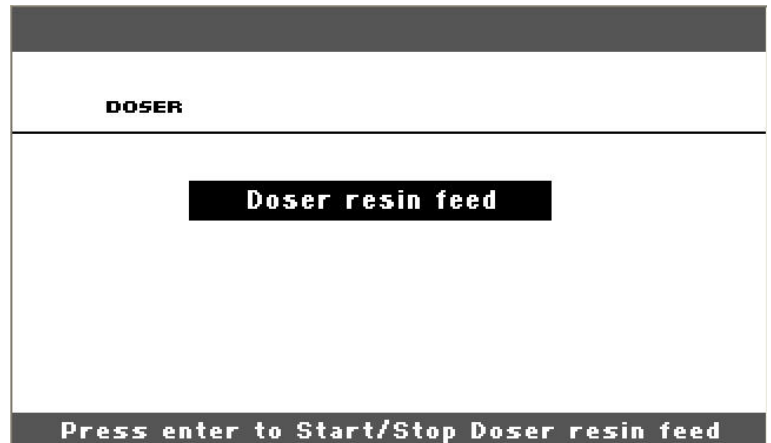 DOSER
Doser resin feed
Press enter to Start/Stop Doser resin feed